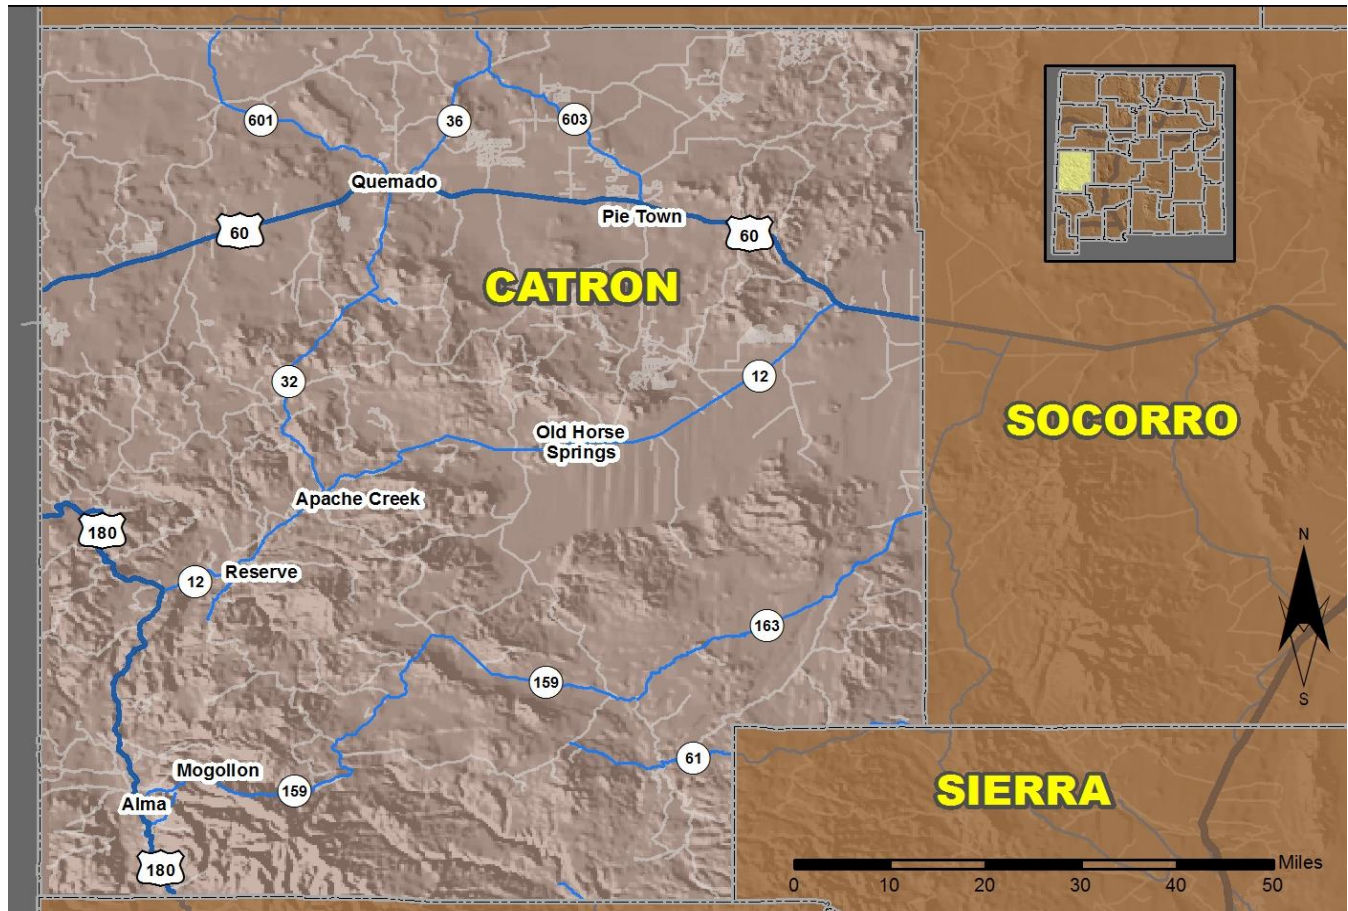 601
36
603
Quemado
Pie Town
60
60
CATRON
32
12
SOCORRO
Old Horse
Springs
Apache Creek
180
12
Reserve
N
S
163
159
61
Mogollon
159
Alma
SIERRA
180
Miles
0 10 20 30 40 50